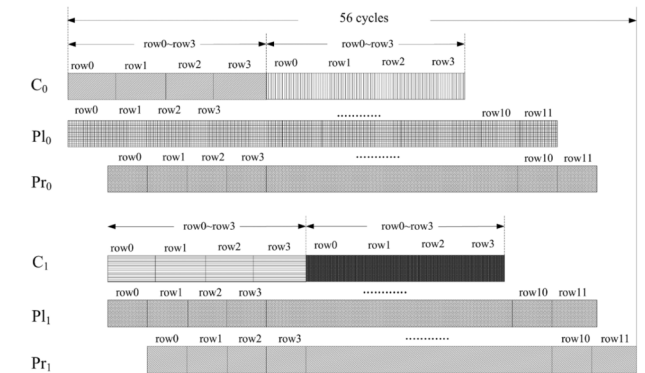 56 cycles
row0~row3 row0~row3
row0 row1 row2 row3 row0 row1 row2 row3
C0
row0 row1 row2 row3 ............ row10 row11
Pl0
row0 row1 row2 row3 ............ row10 row11
Pr0
row0~row3 row0~row3
row0 row1 row2 row3 row0 row1 row2 row3
C1
row0 row1 row2 row3 ............ row10 row11
Pl1
row0 row1 row2 row3 ............ row10 row11
Pr1